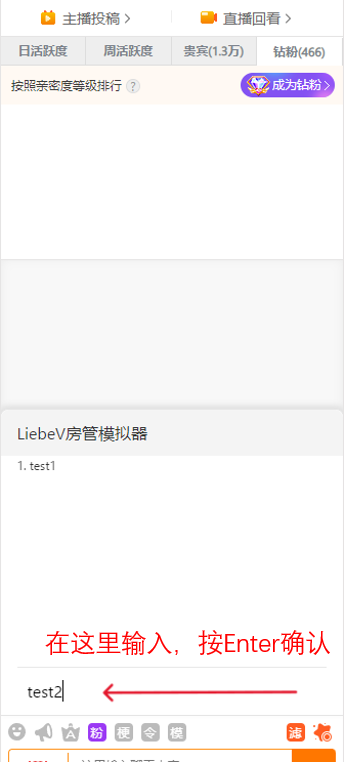 主播投稿 直播回看
日活跃度 周活跃度 贵宾(1.3万) 钻粉(466)
按照亲密度等级排行 ? 成为钻粉
LiebeV房管模拟器
1. test1
在这里输入，按Enter确认
test2
粉 梗 令 模 滤